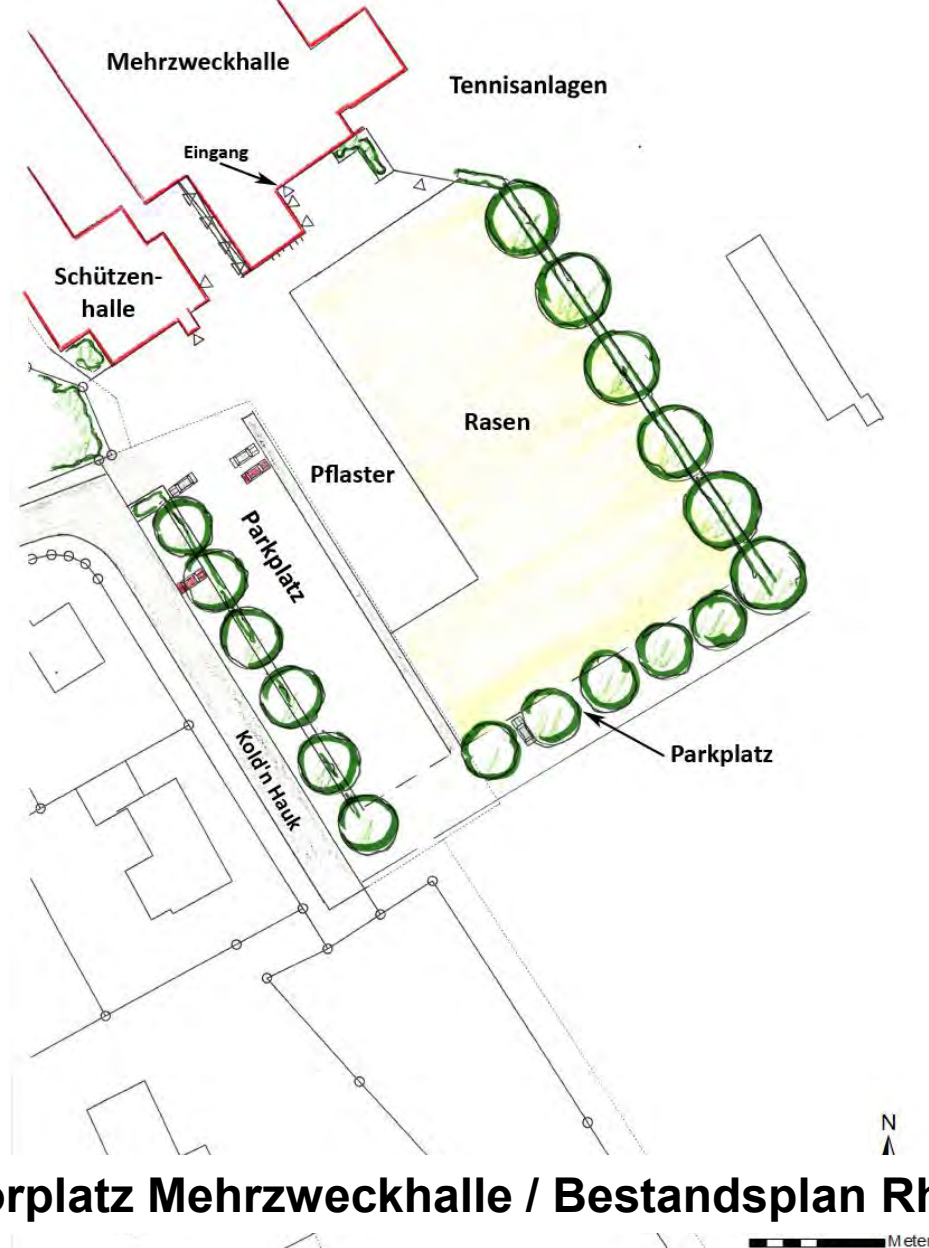 Mehrzweckhalle
Tennisanlagen
Eingang
Schützen-
halle
Rasen
Pflaster
Parkplatz
Kold'n Hauk
Parkplatz
N
orplatz Mehrzweckhalle / Bestandsplan Rh
Meter